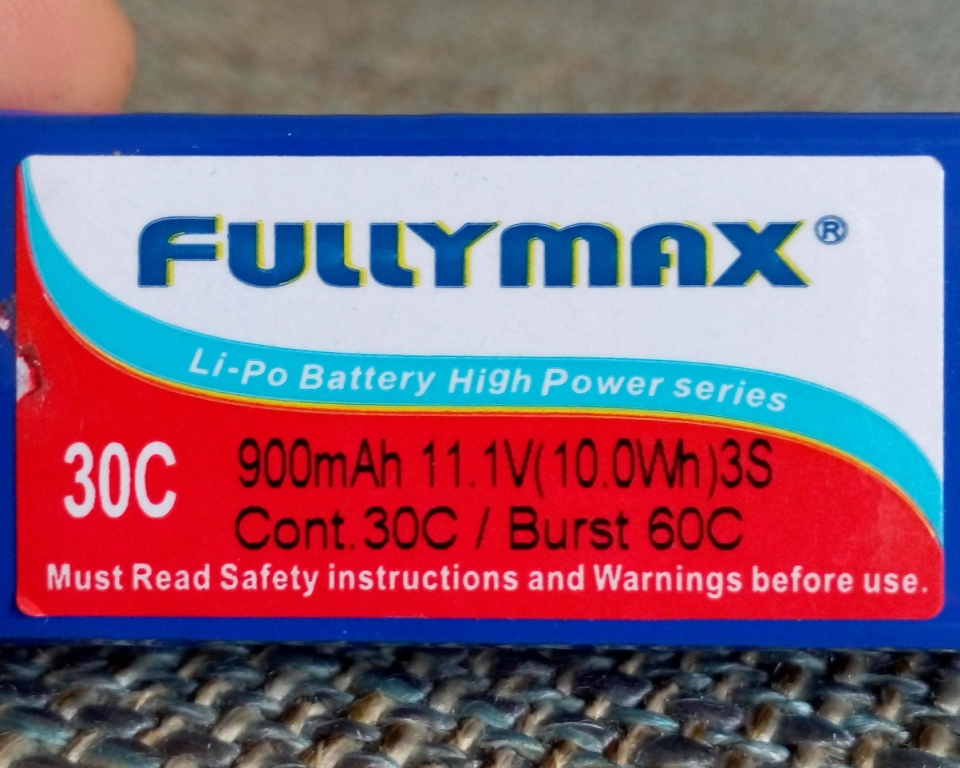 FULLYMAX®
Li-Po Battery High Power series
30C
900mAh 11.1V(10.0Wh)3S
Cont.30C / Burst 60C
Must Read Safety instructions and Warnings before use.